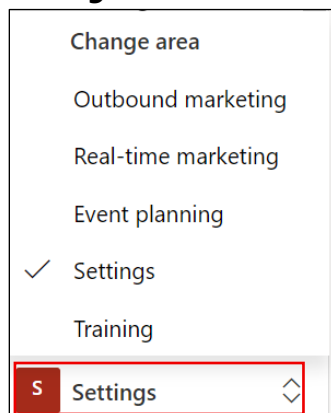 Change area
Outbound marketing
Real-time marketing
Event planning
Settings
Training
S Settings